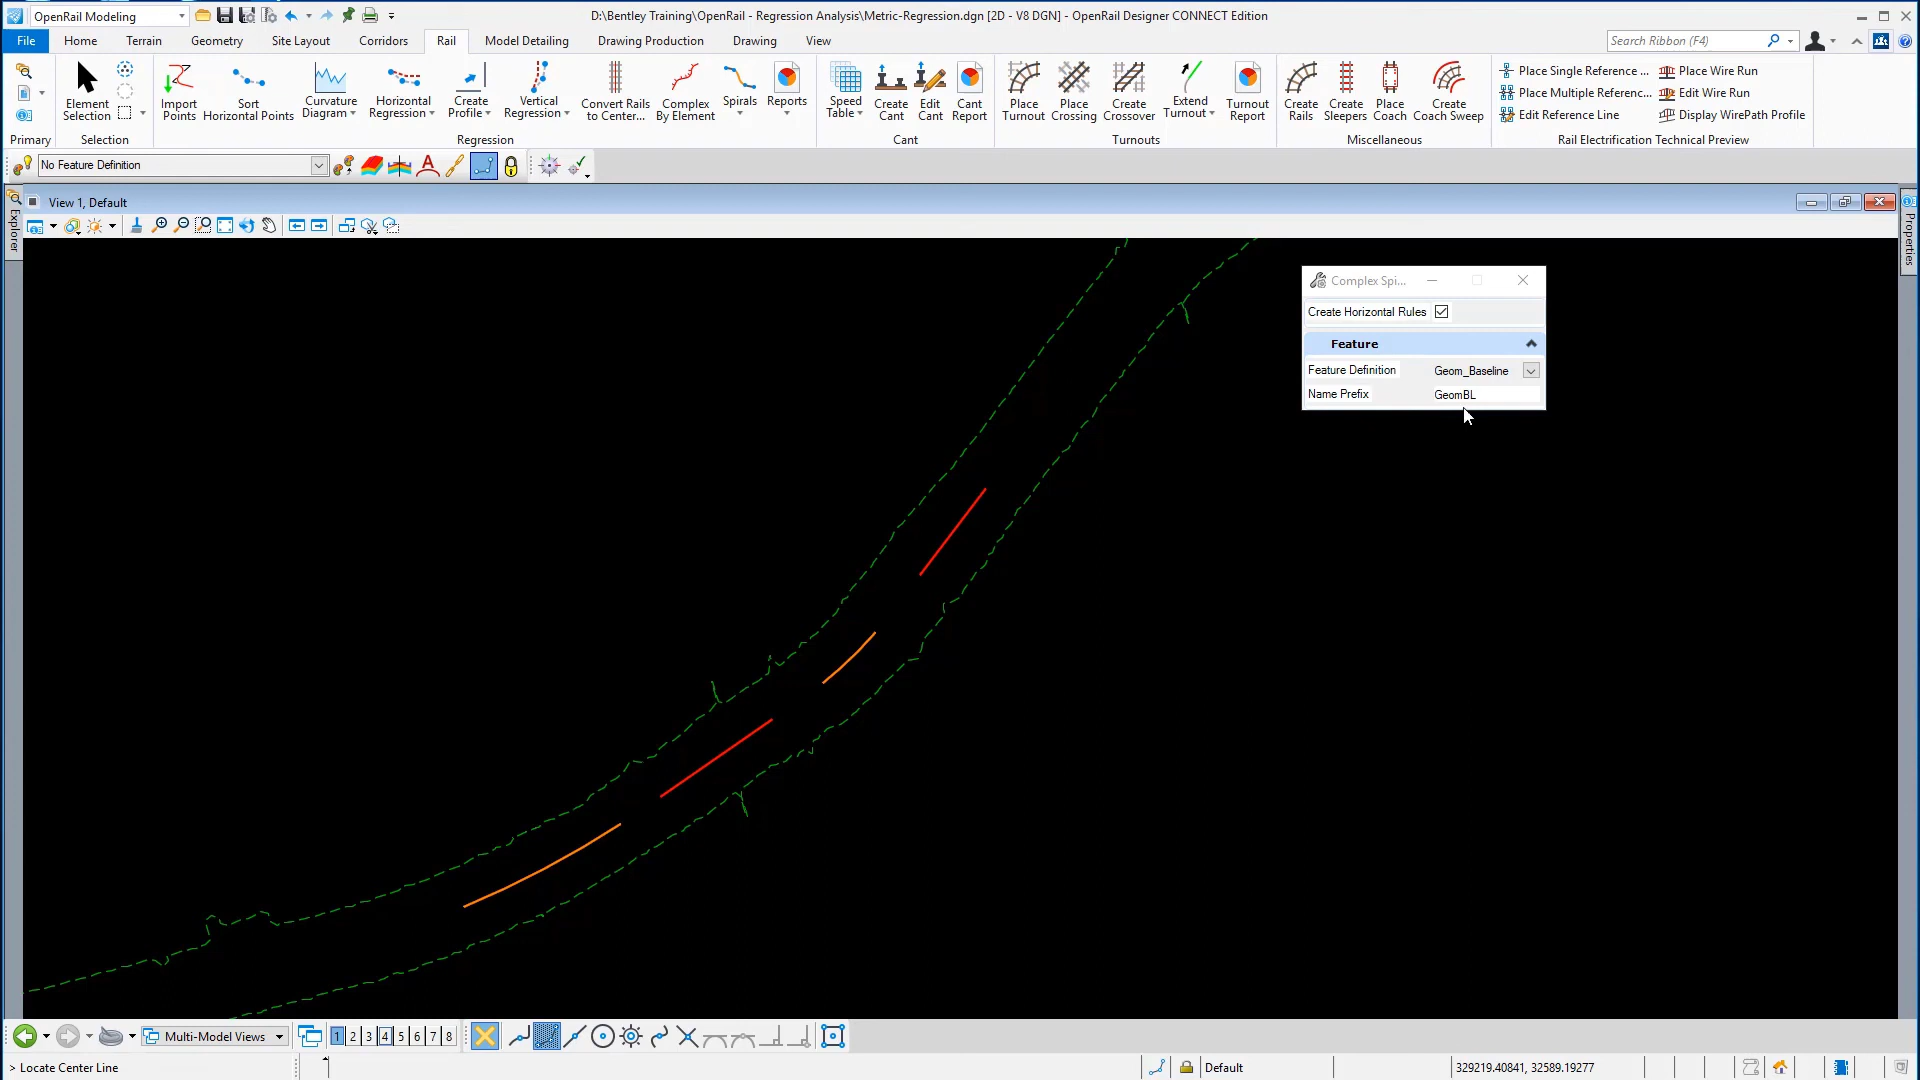 OpenRail Modeling
D:\Bentley Training\OpenRail - Regression Analysis\Metric-Regression.dgn [2D - V8 DGN] - OpenRail Designer CONNECT Edition
File Home Terrain Geometry Site Layout Corridors Rail Model Detailing Drawing Production Drawing View
Search Ribbon (F4)
Element Selection
Import Points
Sort Horizontal Points
Curvature Diagram
Horizontal Regression
Create Profile
Vertical Regression
Convert Rails to Center...
Complex By Element
Spirals
Reports
Speed Table
Create Cant
Edit Cant
Cant Report
Place Turnout
Place Crossing
Create Crossover
Extend Turnout
Turnout Report
Create Rails
Create Sleepers
Place Coach
Create Coach Sweep
Place Single Reference ...
Place Multiple Referenc...
Edit Reference Line
Place Wire Run
Edit Wire Run
Display WirePath Profile
Primary Selection Regression Cant Turnouts Miscellaneous Rail Electrification Technical Preview
No Feature Definition
Explorer
View 1, Default
Properties
Complex Spi...
Create Horizontal Rules
Feature
Feature Definition Geom_Baseline
Name Prefix GeomBL
Multi-Model Views
1 2 3 4 5 6 7 8
> Locate Center Line
Default
329219.40841, 32589.19277